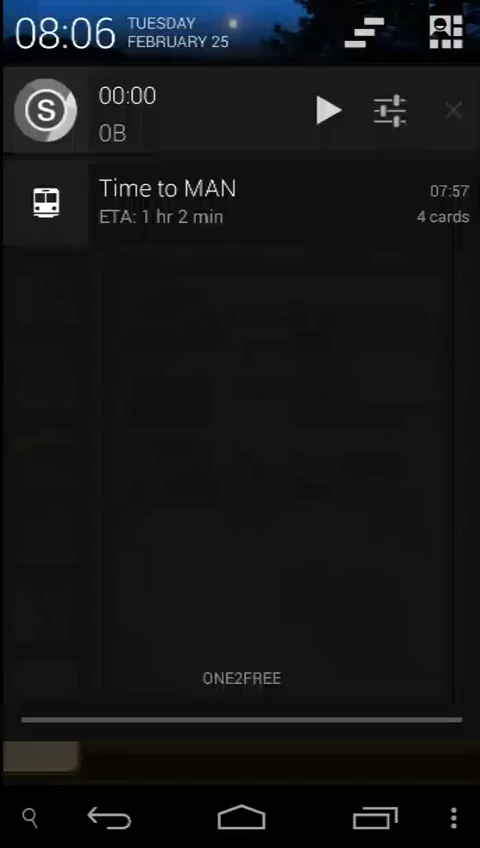 08:06
TUESDAY
FEBRUARY 25
S
00:00
0B
Time to MAN
07:57
ETA: 1 hr 2 min
4 cards
ONE2FREE